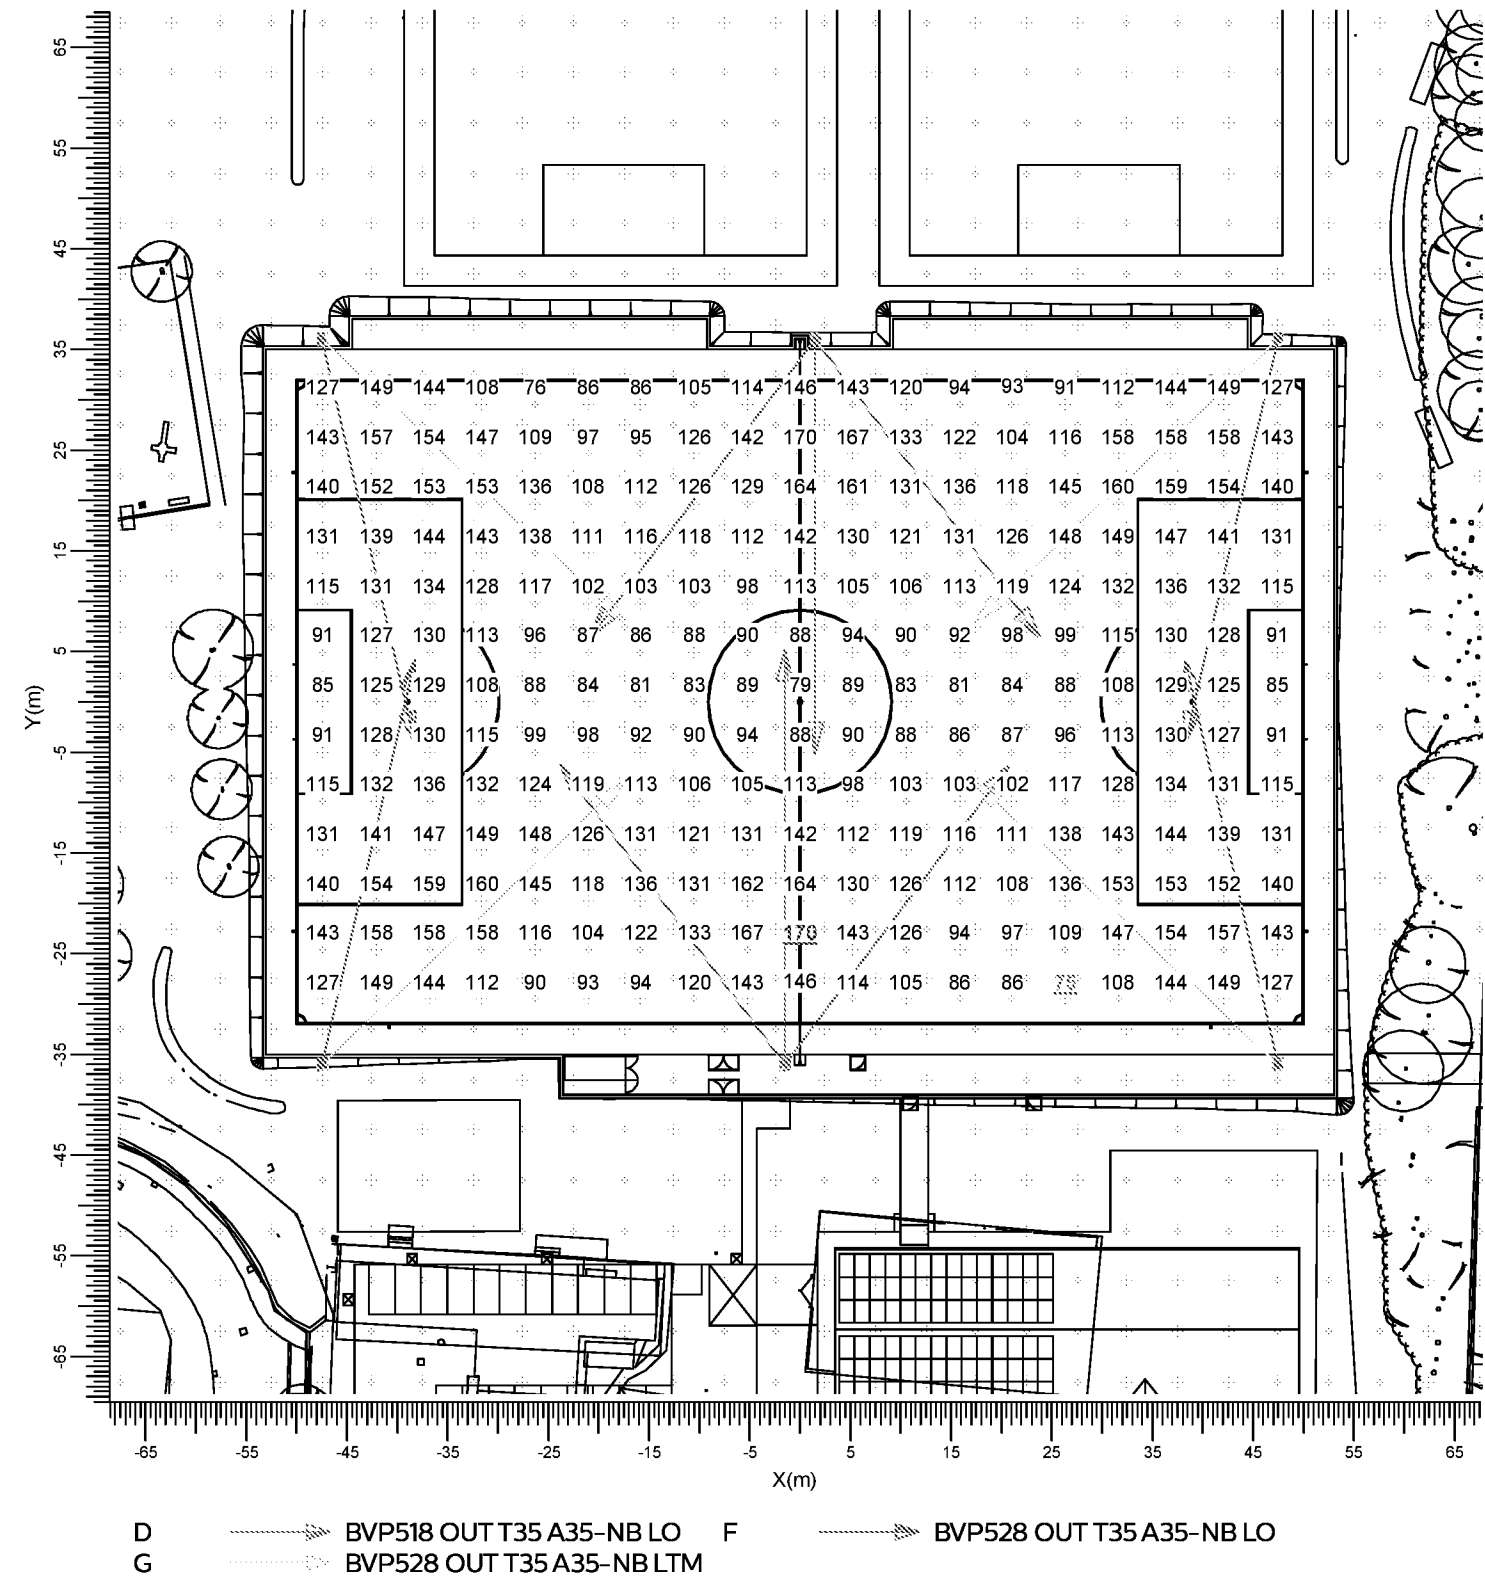 65
55
45
35
127 149 144 108 76 86 86 105 114 146 143 120 94 93 91 112 144 149 127
143 157 154 147 109 97 95 126 142 170 167 133 122 104 116 158 158 158 143
25
140 152 153 153 136 108 112 126 129 164 161 131 136 118 145 160 159 154 140
131 139 144 143 138 111 116 118 112 142 130 121 131 126 148 149 147 141 131
15
115 131 134 128 117 102 103 103 98 113 105 106 113 119 124 132 136 132 115
91 127 130 113 96 87 86 88 90 88 94 90 92 98 99 115 130 128 91
5
85 125 129 108 88 84 81 83 89 79 89 83 81 84 88 108 129 125 85
Y(m)
91 128 130 115 99 98 92 90 94 88 90 88 86 87 96 113 130 127 91
-5
115 132 136 132 124 119 113 106 105 113 98 103 103 102 117 128 134 131 115
131 141 147 149 148 126 131 121 131 142 112 119 116 111 138 143 144 139 131
-15
140 154 159 160 145 118 136 131 162 164 130 126 112 108 136 153 153 152 140
143 158 158 158 116 104 122 133 167 170 143 126 94 97 109 147 154 157 143
-25
127 149 144 112 90 93 94 120 143 146 114 105 86 86 108 144 149 127
-35
-45
-55
-65
-65 -55 -45 -35 -25 -15 -5 5 15 25 35 45 55 65
X(m)
D BVP518 OUT T35 A35-NB LO F BVP528 OUT T35 A35-NB LO
G BVP528 OUT T35 A35-NB LTM